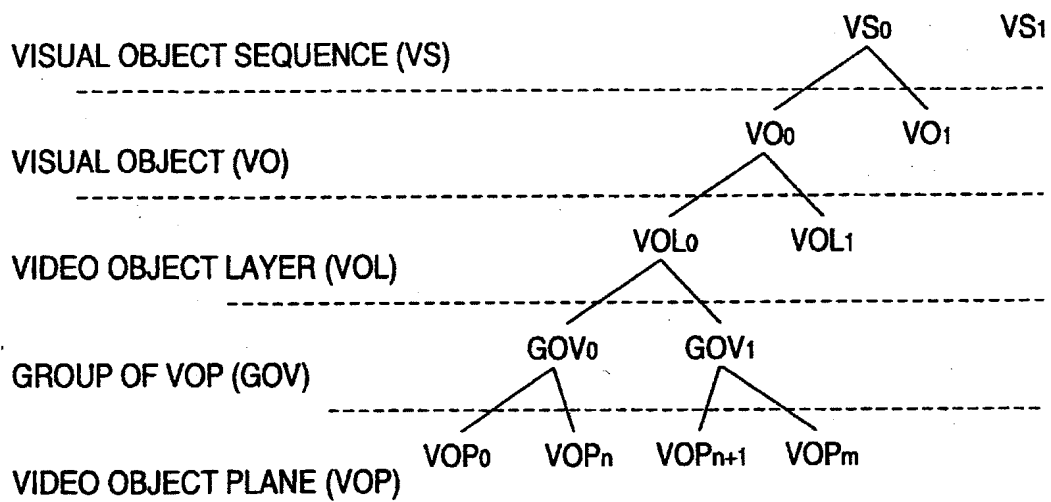 VS0 VS1
VISUAL OBJECT SEQUENCE (VS)
VO0 VO1
VISUAL OBJECT (VO)
VOL0 VOL1
VIDEO OBJECT LAYER (VOL)
GOV0 GOV1
GROUP OF VOP (GOV)
VOP0 VOPn VOPn+1 VOPm
VIDEO OBJECT PLANE (VOP)